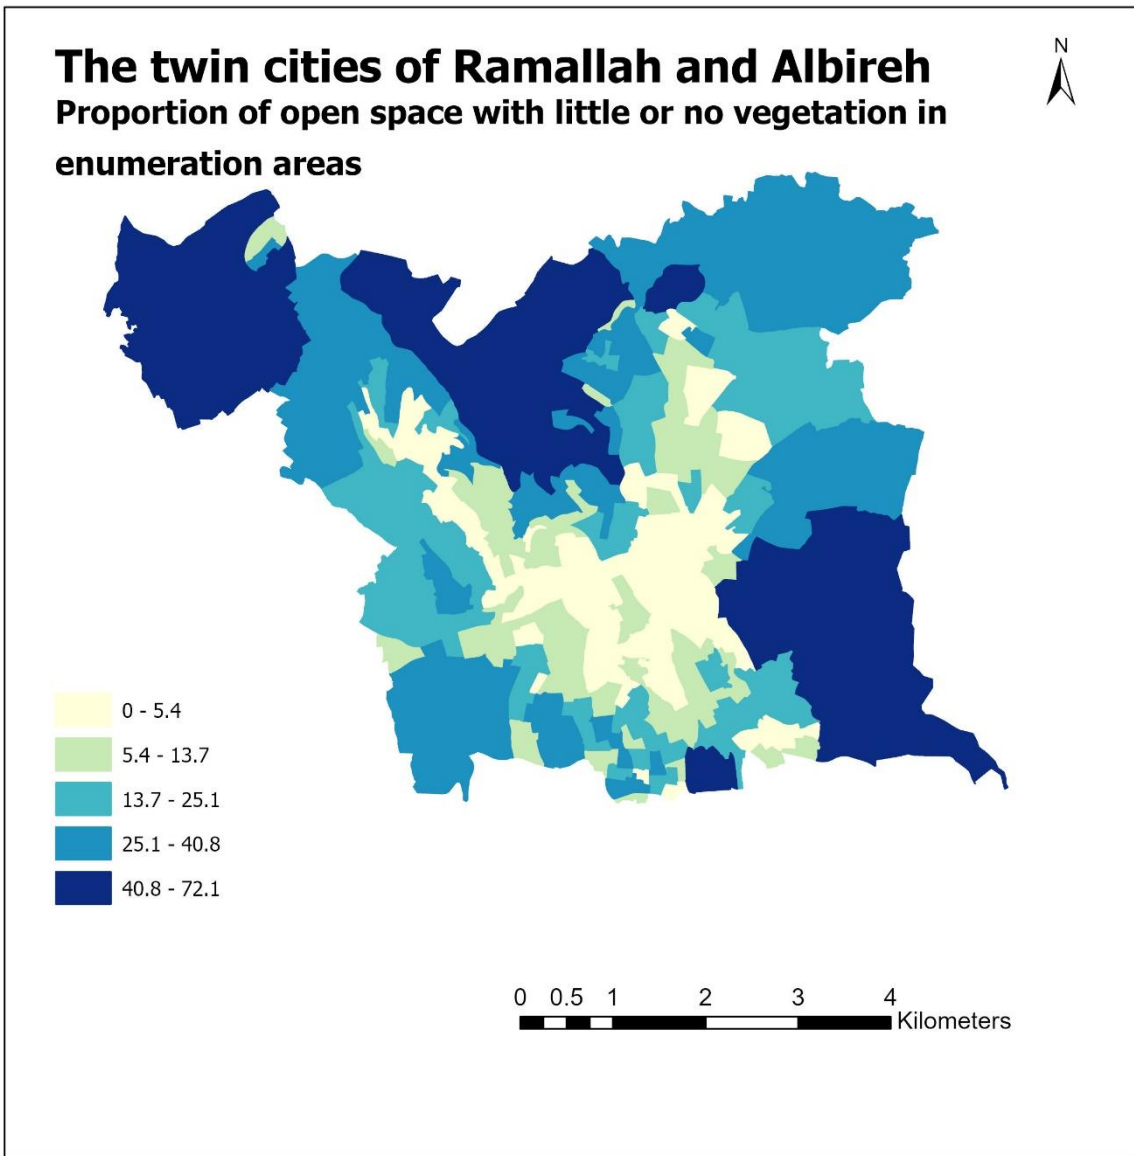 The twin cities of Ramallah and Albireh
Proportion of open space with little or no vegetation in
enumeration areas
N
0 - 5.4
5.4 - 13.7
13.7 - 25.1
25.1 - 40.8
40.8 - 72.1
0 0.5 1 2 3 4
Kilometers